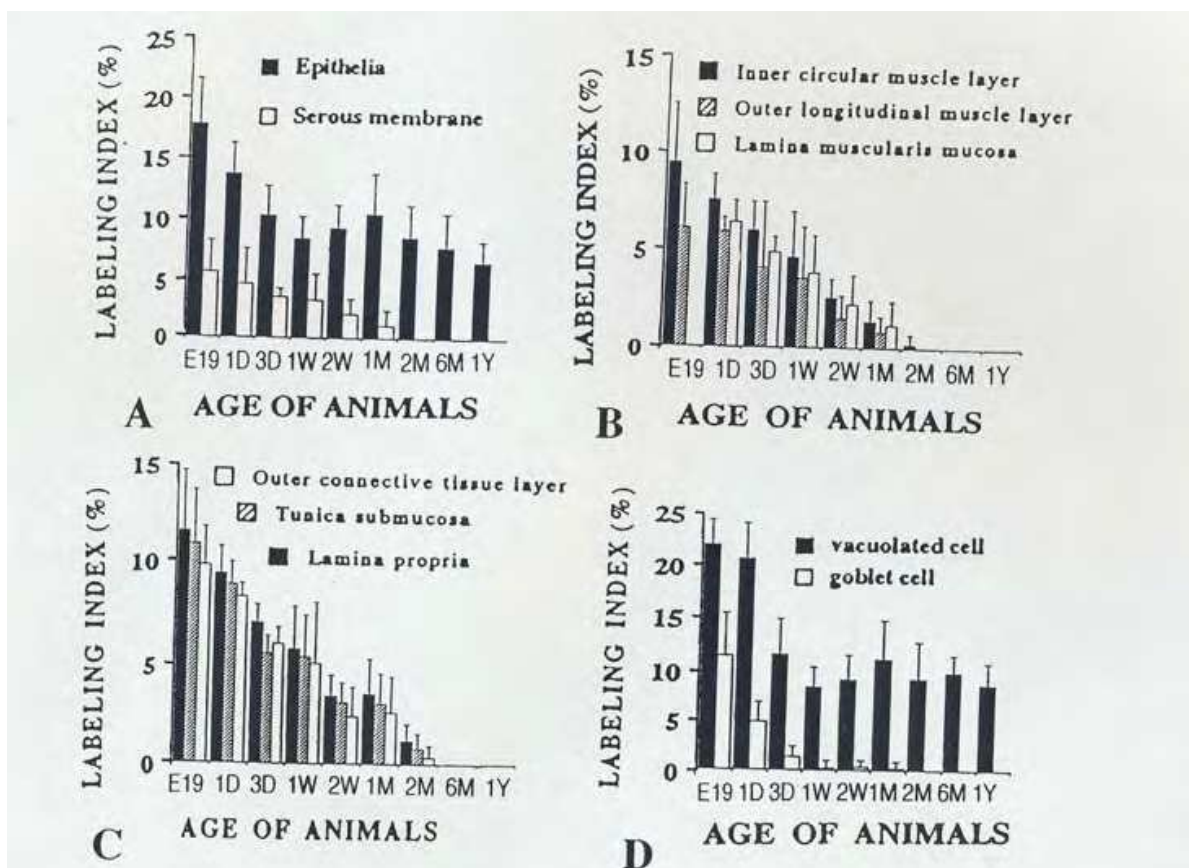 LABELING INDEX (%)
25
20
15
10
5
0
Epithelia
Serous membrane
E19 1D 3D 1W 2W 1M 2M 6M 1Y
A AGE OF ANIMALS
LABELING INDEX (%)
15
10
5
0
Inner circular muscle layer
Outer longitudinal muscle layer
Lamina muscularis mucosa
E19 1D 3D 1W 2W 1M 2M 6M 1Y
B AGE OF ANIMALS
LABELING INDEX (%)
15
10
5
0
Outer connective tissue layer
Tunica submucosa
Lamina propria
E19 1D 3D 1W 2W 1M 2M 6M 1Y
C AGE OF ANIMALS
LABELING INDEX (%)
25
20
15
10
5
0
vacuolated cell
goblet cell
E19 1D 3D 1W 2W 1M 2M 6M 1Y
D AGE OF ANIMALS